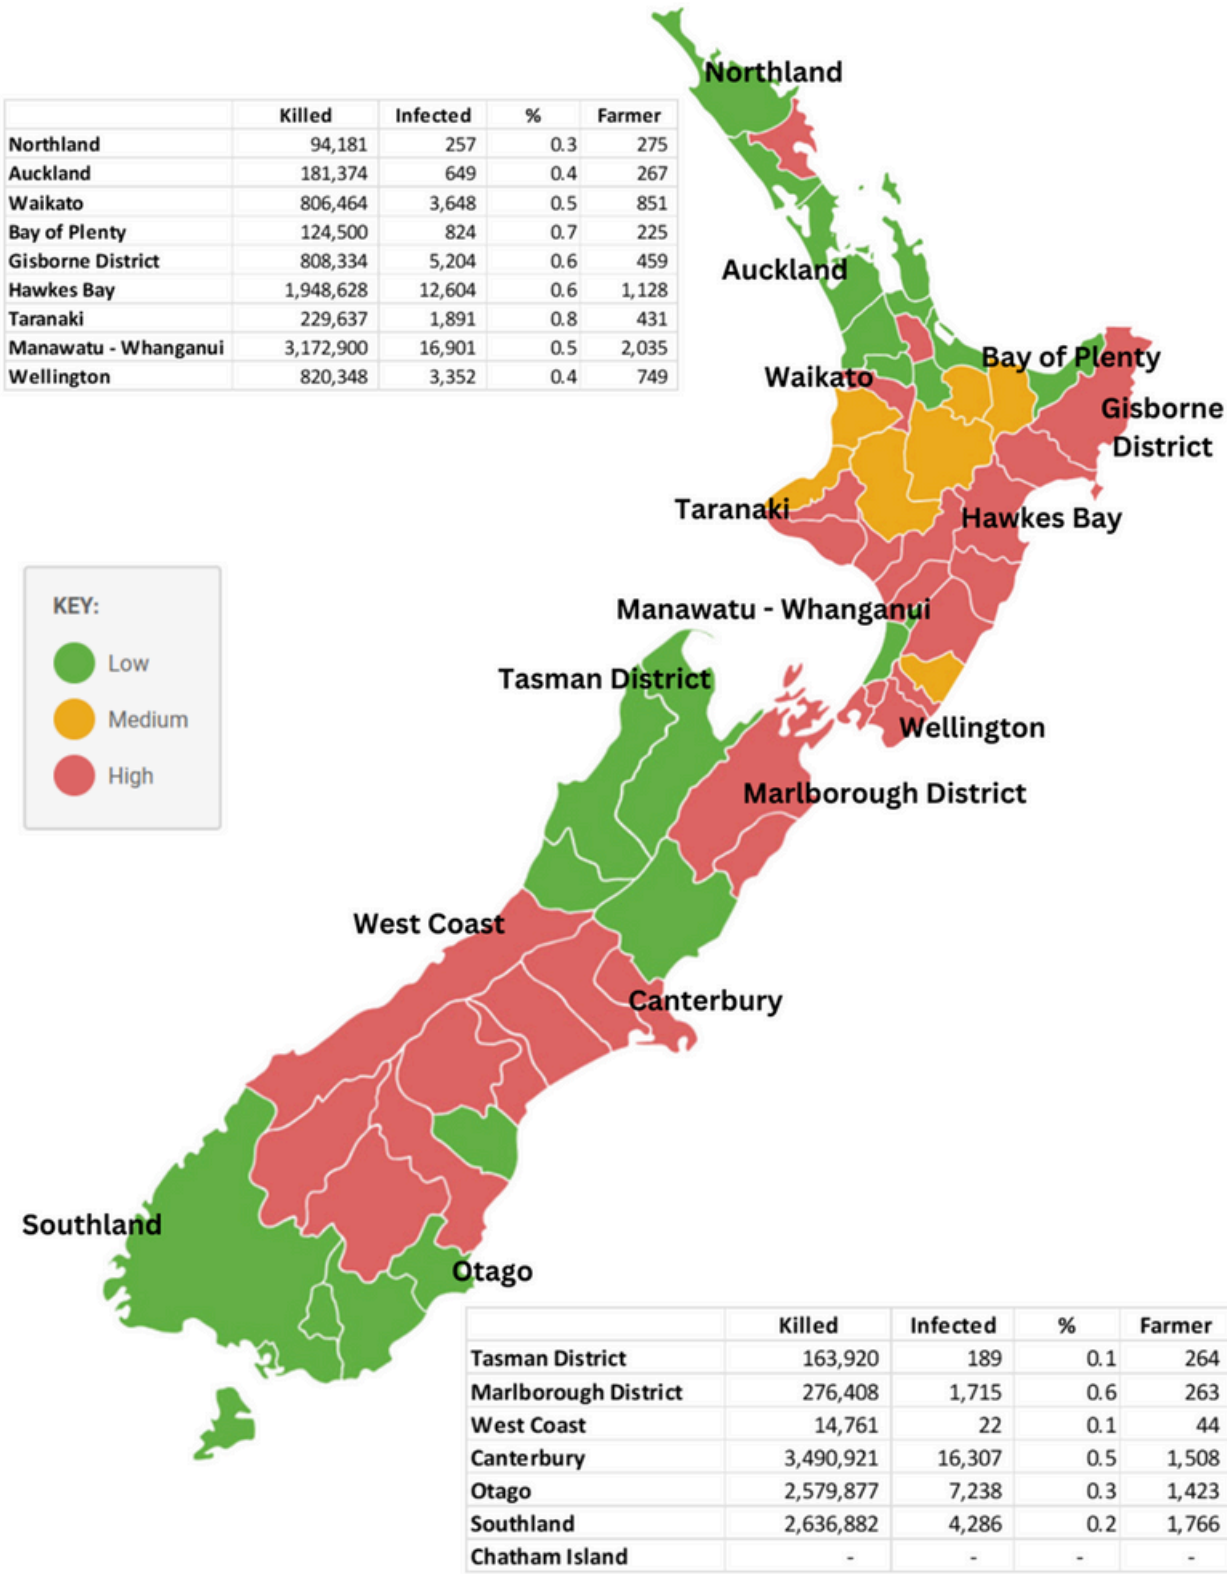 Northland
Killed Infected % Farmer
Northland 94,181 257 0.3 275
Auckland 181,374 649 0.4 267
Waikato 806,464 3,648 0.5 851
Bay of Plenty 124,500 824 0.7 225
Gisborne District 808,334 5,204 0.6 459
Hawkes Bay 1,948,628 12,604 0.6 1,128
Taranaki 229,637 1,891 0.8 431
Manawatu - Whanganui 3,172,900 16,901 0.5 2,035
Wellington 820,348 3,352 0.4 749
Auckland
Bay of Plenty
Waikato
Gisborne
District
Taranaki
Hawkes Bay
Manawatu - Whanganui
KEY:
Low
Medium
High
Tasman District
Wellington
Marlborough District
West Coast
Canterbury
Southland
Otago
Killed Infected % Farmer
Tasman District 163,920 189 0.1 264
Marlborough District 276,408 1,715 0.6 263
West Coast 14,761 22 0.1 44
Canterbury 3,490,921 16,307 0.5 1,508
Otago 2,579,877 7,238 0.3 1,423
Southland 2,636,882 4,286 0.2 1,766
Chatham Island - - - -